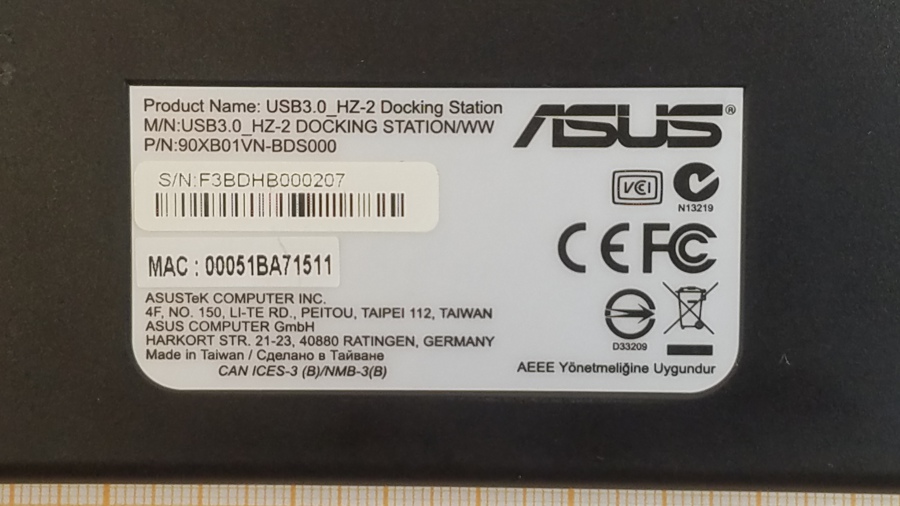 Product Name: USB3.0_HZ-2 Docking Station
M/N:USB3.0_HZ-2 DOCKING STATION/WW
P/N:90XB01VN-BDS000
ASUS®
S/N:F3BDHB000207
VCCI
N13219
MAC : 00051BA71511
CE FC
ASUSTeK COMPUTER INC.
4F, NO. 150, LI-TE RD., PEITOU, TAIPEI 112, TAIWAN
ASUS COMPUTER GmbH
HARKORT STR. 21-23, 40880 RATINGEN, GERMANY
Made in Taiwan / Сделано в Тайване
CAN ICES-3 (B)/NMB-3(B)
D33209
AEEE Yönetmeliğine Uygundur